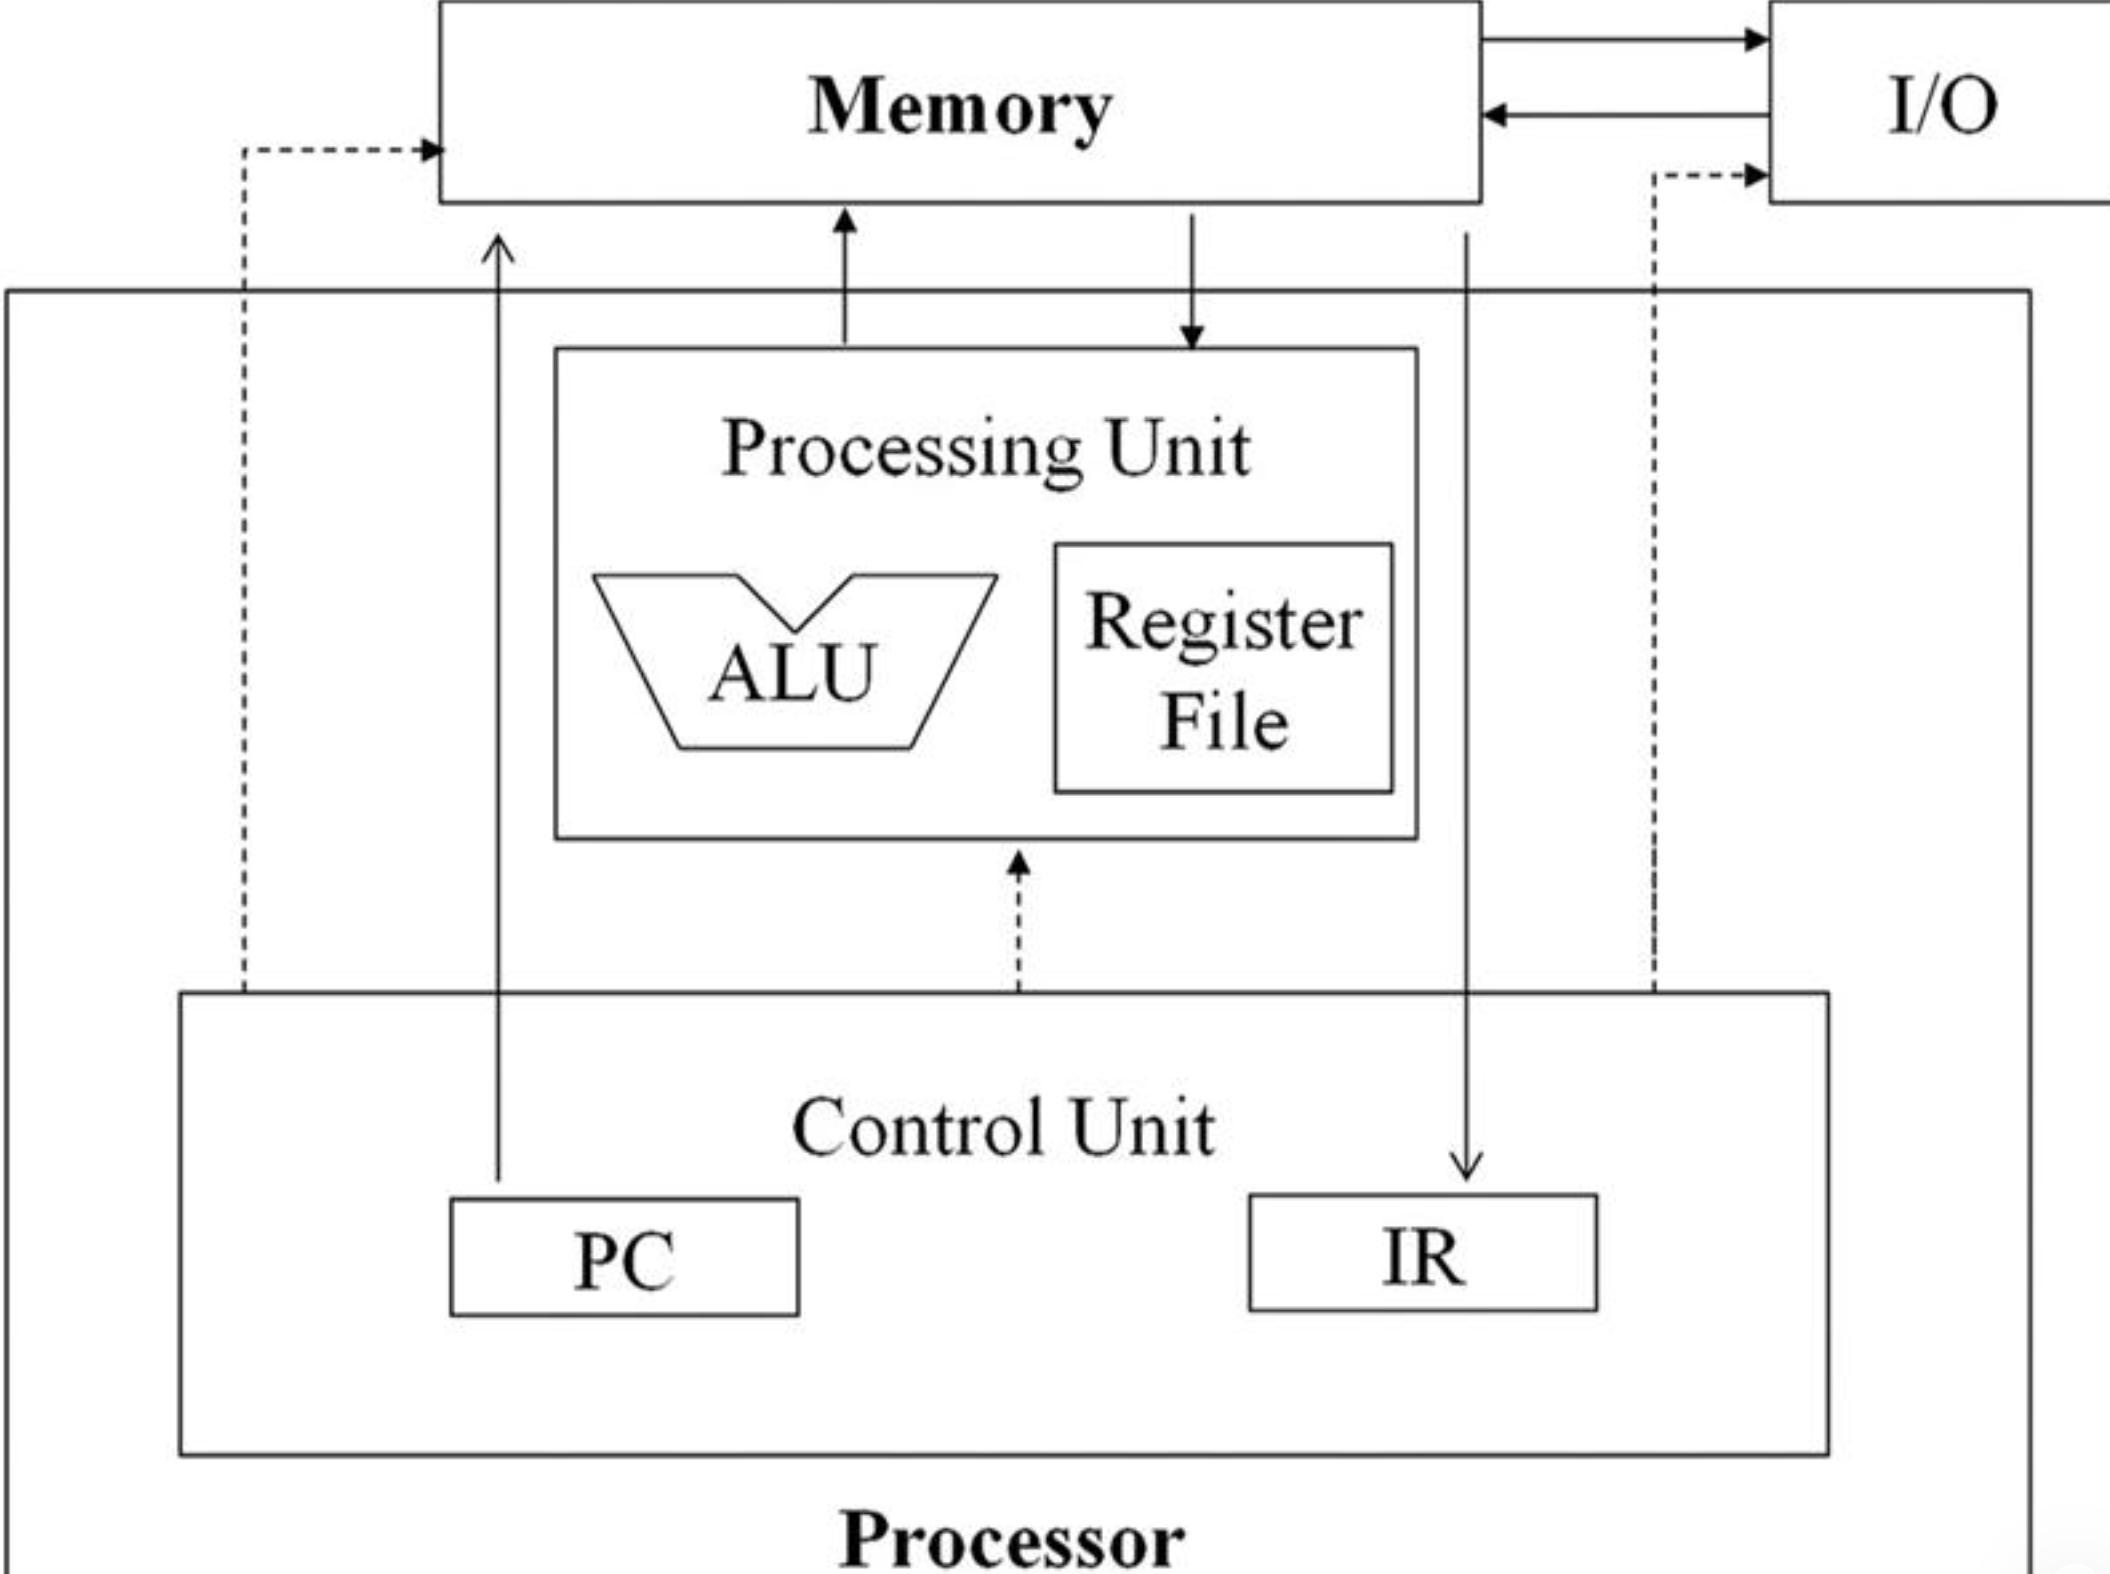 Memory
I/O
Processing Unit
ALU
Register
File
Control Unit
PC
IR
Processor